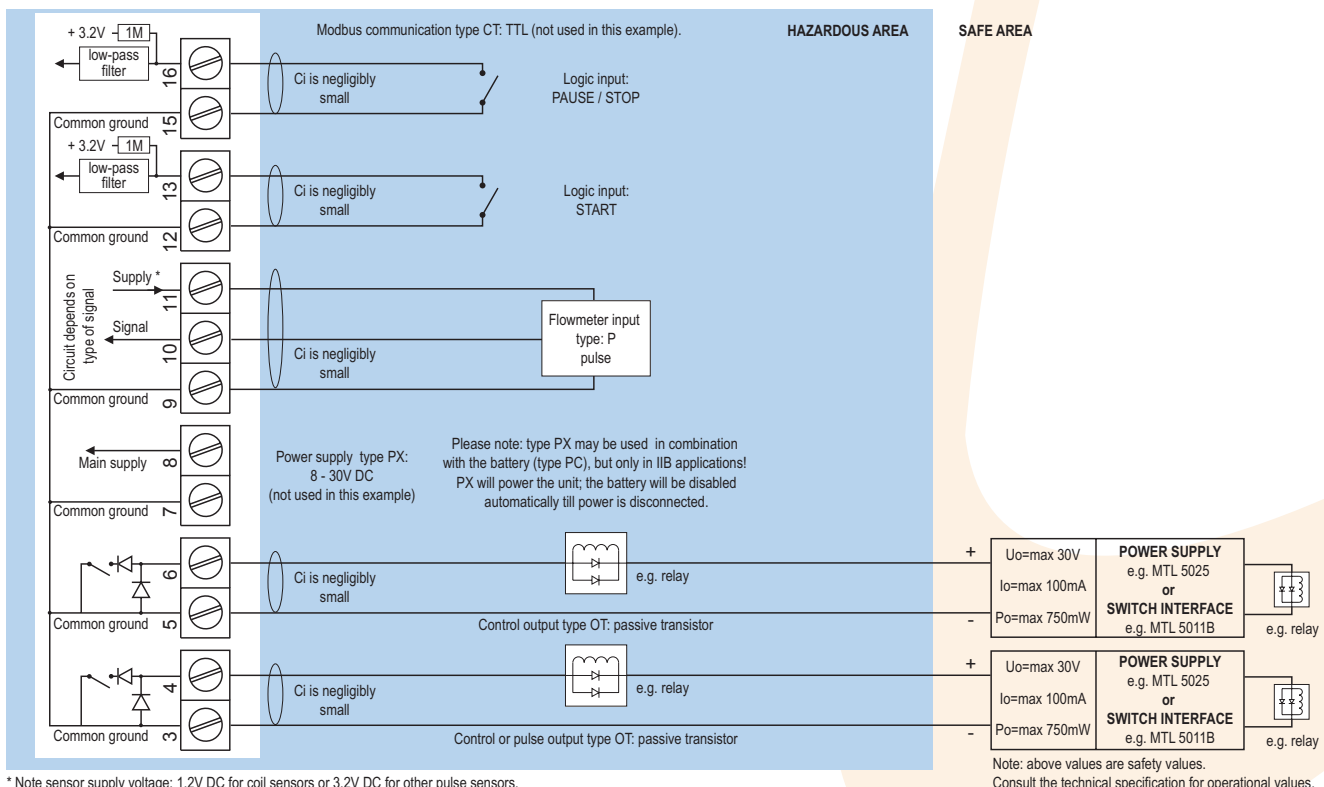 Modbus communication type CT: TTL (not used in this example).
HAZARDOUS AREA
SAFE AREA
+ 3.2V
1M
low-pass
filter
16
Ci is negligibly
small
Logic input:
PAUSE / STOP
Common ground
15
+ 3.2V
1M
low-pass
filter
13
Ci is negligibly
small
Logic input:
START
Common ground
12
Circuit depends on
type of signal
Supply *
11
Signal
10
Ci is negligibly
small
Flowmeter input
type: P
pulse
Common ground
9
Main supply
8
Power supply type PX:
8 - 30V DC
(not used in this example)
Please note: type PX may be used in combination
with the battery (type PC), but only in IIB applications!
PX will power the unit; the battery will be disabled
automatically till power is disconnected.
Common ground
7
6
Ci is negligibly
small
e.g. relay
Common ground
5
Control output type OT: passive transistor
+
-
Uo=max 30V
Io=max 100mA
Po=max 750mW
POWER SUPPLY
e.g. MTL 5025
or
SWITCH INTERFACE
e.g. MTL 5011B
e.g. relay
4
Ci is negligibly
small
e.g. relay
Common ground
3
Control or pulse output type OT: passive transistor
+
-
Uo=max 30V
Io=max 100mA
Po=max 750mW
POWER SUPPLY
e.g. MTL 5025
or
SWITCH INTERFACE
e.g. MTL 5011B
e.g. relay
Note: above values are safety values.
Consult the technical specification for operational values.
* Note sensor supply voltage: 1.2V DC for coil sensors or 3.2V DC for other pulse sensors.